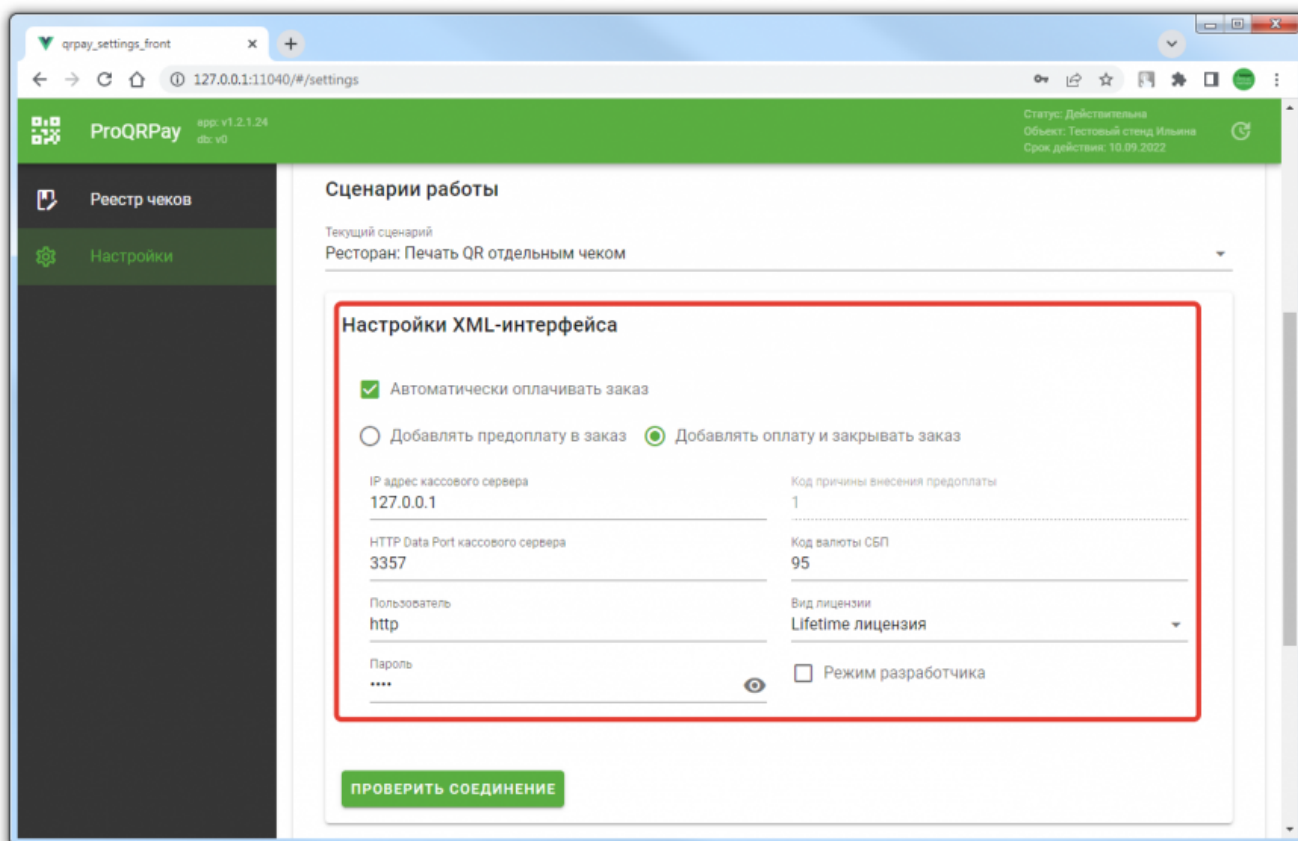 qrpay_settings_front
127.0.0.1:11040/#/settings
ProQRPay
app: v1.2.1.24
db: v0
Статус: Действительна
Объект: Тестовый стенд Ильина
Срок действия: 10.09.2022
Реестр чеков
Настройки
Сценарии работы
Текущий сценарий
Ресторан: Печать QR отдельным чеком
Настройки XML-интерфейса
Автоматически оплачивать заказ
Добавлять предоплату в заказ Добавлять оплату и закрывать заказ
IP адрес кассового сервера
127.0.0.1
Код причины внесения предоплаты
1
HTTP Data Port кассового сервера
3357
Код валюты СБП
95
Пользователь
http
Вид лицензии
Lifetime лицензия
Пароль
••••
Режим разработчика
ПРОВЕРИТЬ СОЕДИНЕНИЕ